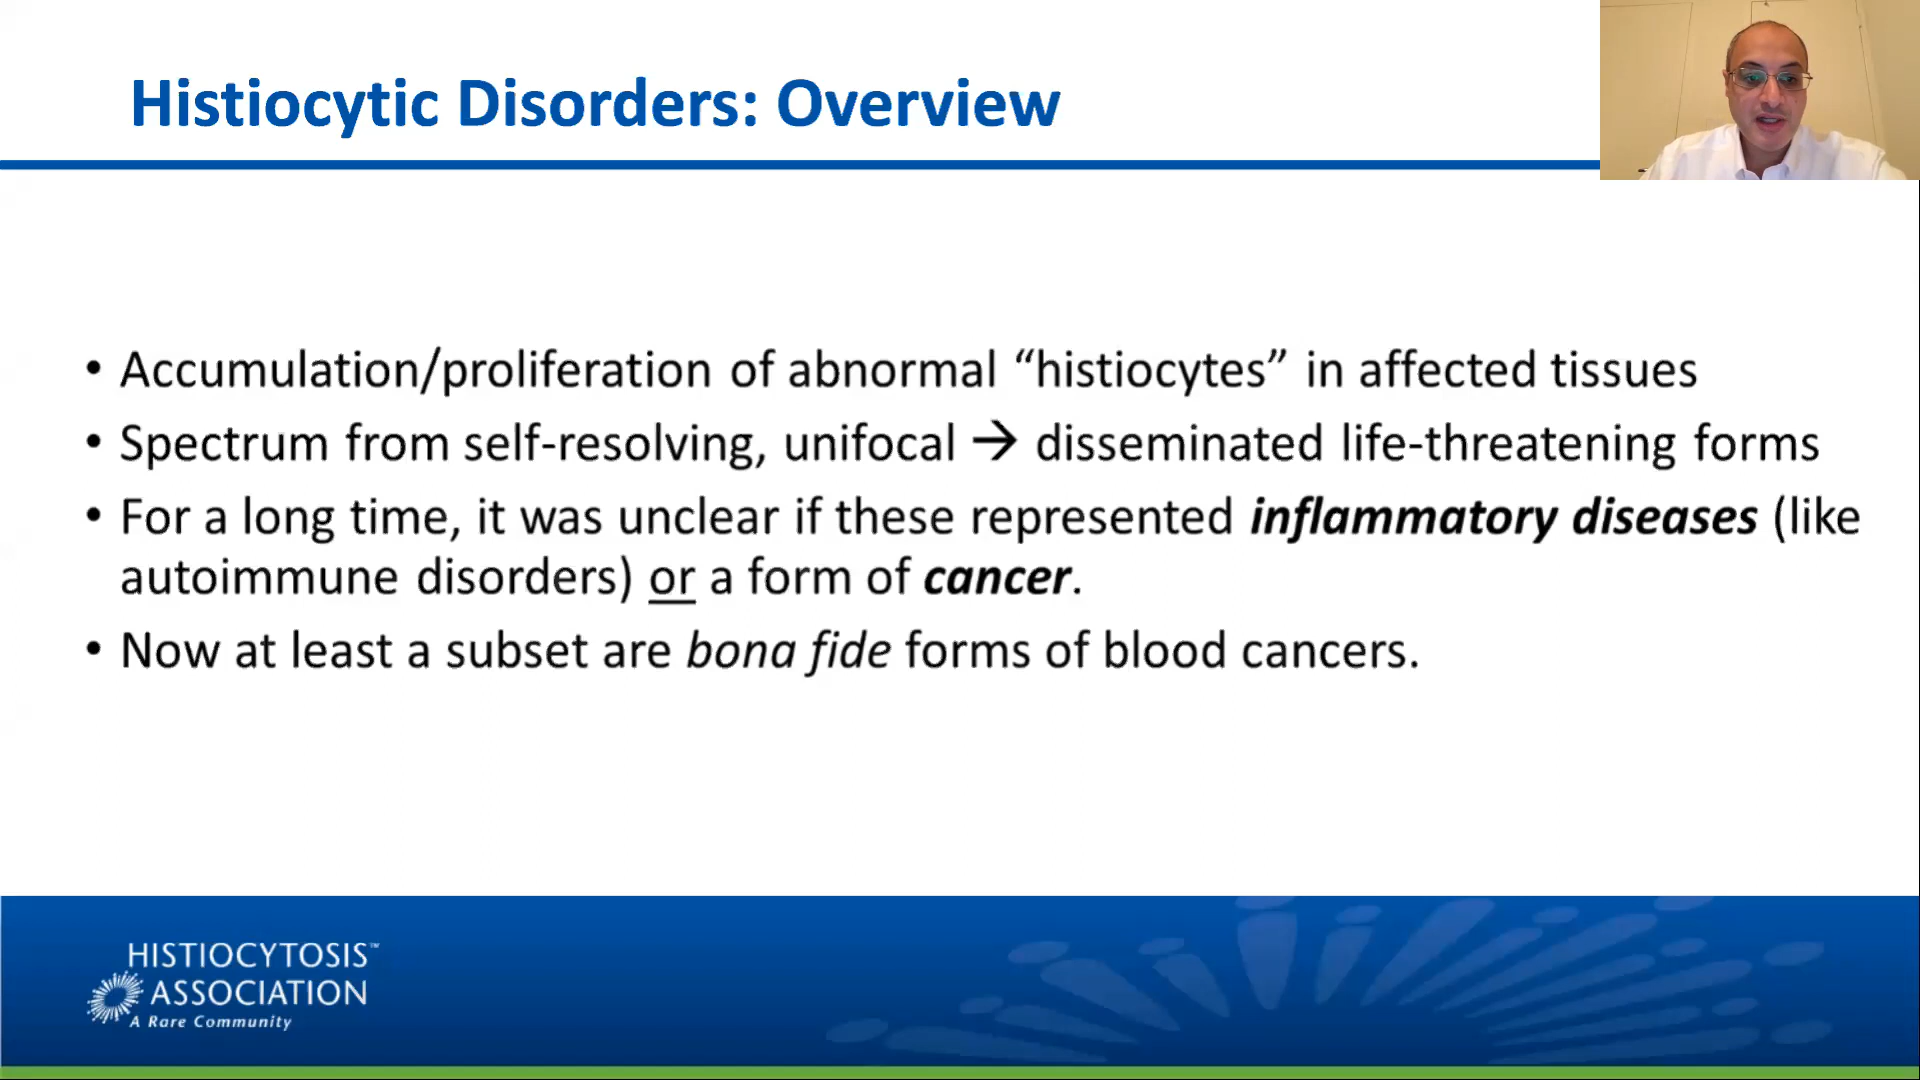 Histiocytic Disorders: Overview
• Accumulation/proliferation of abnormal “histiocytes” in affected tissues
• Spectrum from self-resolving, unifocal → disseminated life-threatening forms
• For a long time, it was unclear if these represented inflammatory diseases (like
autoimmune disorders) or a form of cancer.
• Now at least a subset are bona fide forms of blood cancers.
HISTIOCYTOSIS™
ASSOCIATION
A Rare Community